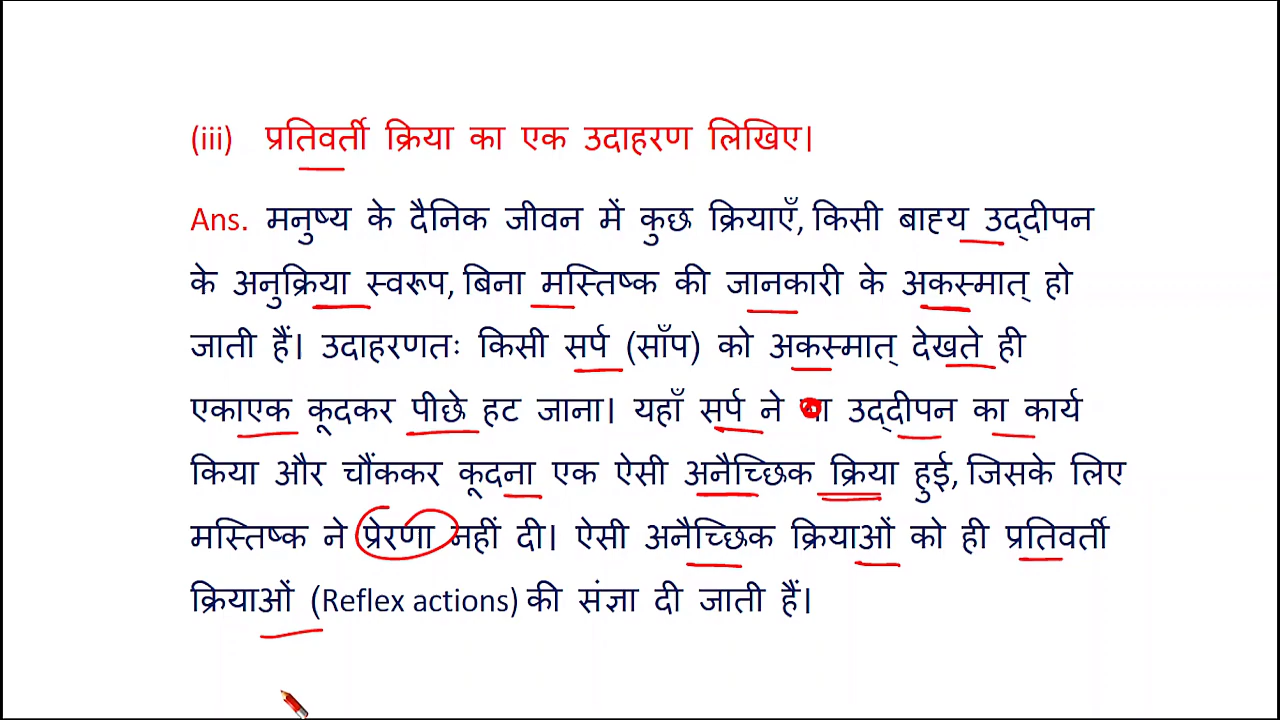 (iii) प्रतिवर्ती क्रिया का एक उदाहरण लिखिए।
Ans. मनुष्य के दैनिक जीवन में कुछ क्रियाएँ, किसी बाह्य उद्दीपन
के अनुक्रिया स्वरूप, बिना मस्तिष्क की जानकारी के अकस्मात् हो
जाती हैं। उदाहरणतः किसी सर्प (साँप) को अकस्मात् देखते ही
एकाएक कूदकर पीछे हट जाना। यहाँ सर्प ने उद्दीपन का कार्य
किया और चौंककर कूदना एक ऐसी अनैच्छिक क्रिया हुई, जिसके लिए
मस्तिष्क ने प्रेरणा नहीं दी। ऐसी अनैच्छिक क्रियाओं को ही प्रतिवर्ती
क्रियाओं (Reflex actions) की संज्ञा दी जाती हैं।